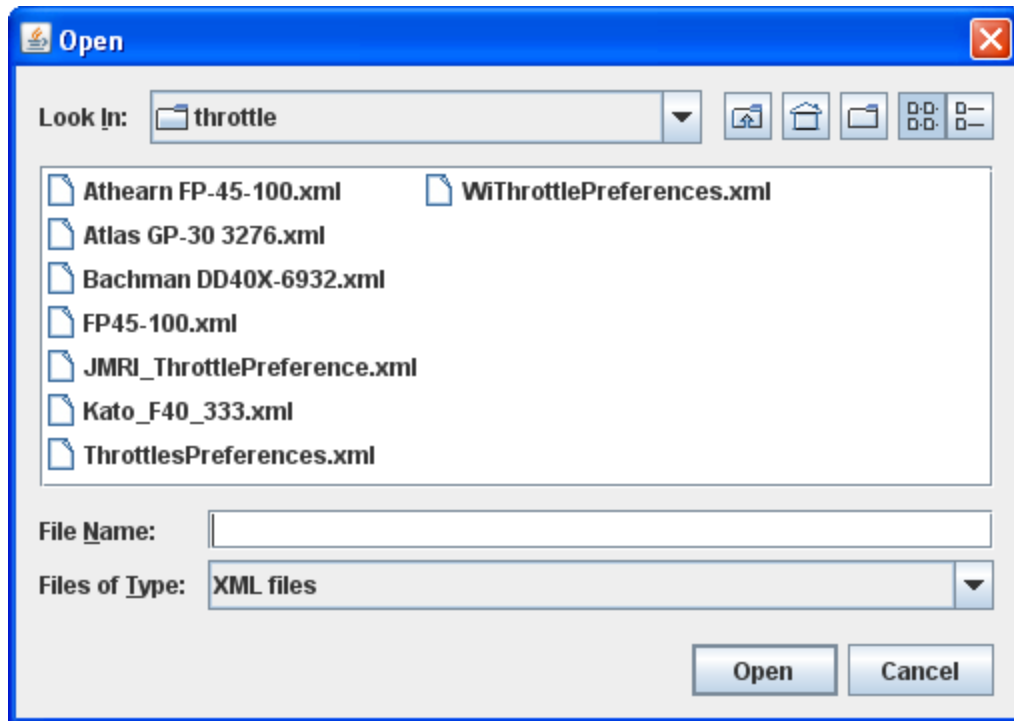 Open
Look In: throttle
Athearn FP-45-100.xml WiThrottlePreferences.xml
Atlas GP-30 3276.xml
Bachman DD40X-6932.xml
FP45-100.xml
JMRI_ThrottlePreference.xml
Kato_F40_333.xml
ThrottlesPreferences.xml
File Name:
Files of Type: XML files
Open Cancel